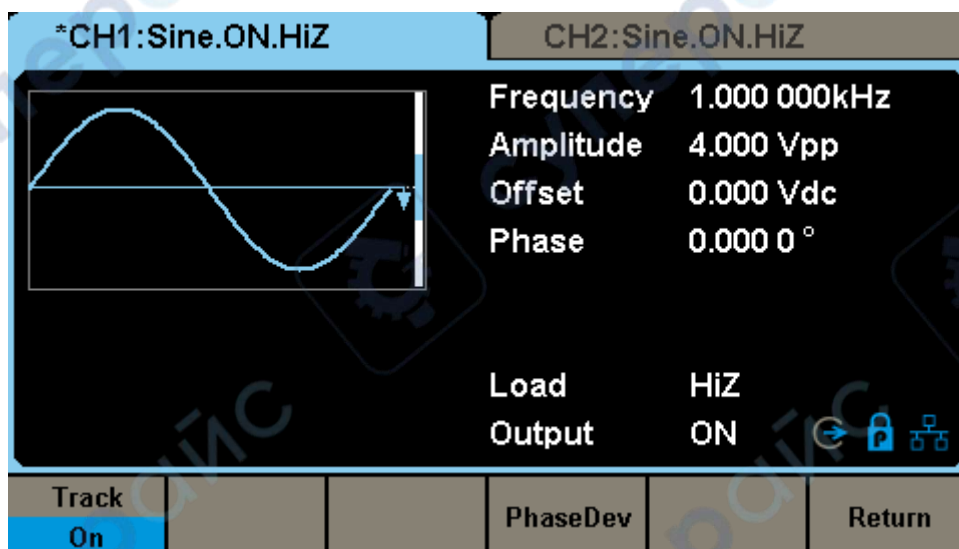 *CH1:Sine.ON.HiZ CH2:Sine.ON.HiZ
Frequency 1.000 000kHz
Amplitude 4.000 Vpp
Offset 0.000 Vdc
Phase 0.000 0 °
Load HiZ
Output ON P
Track PhaseDev Return
On